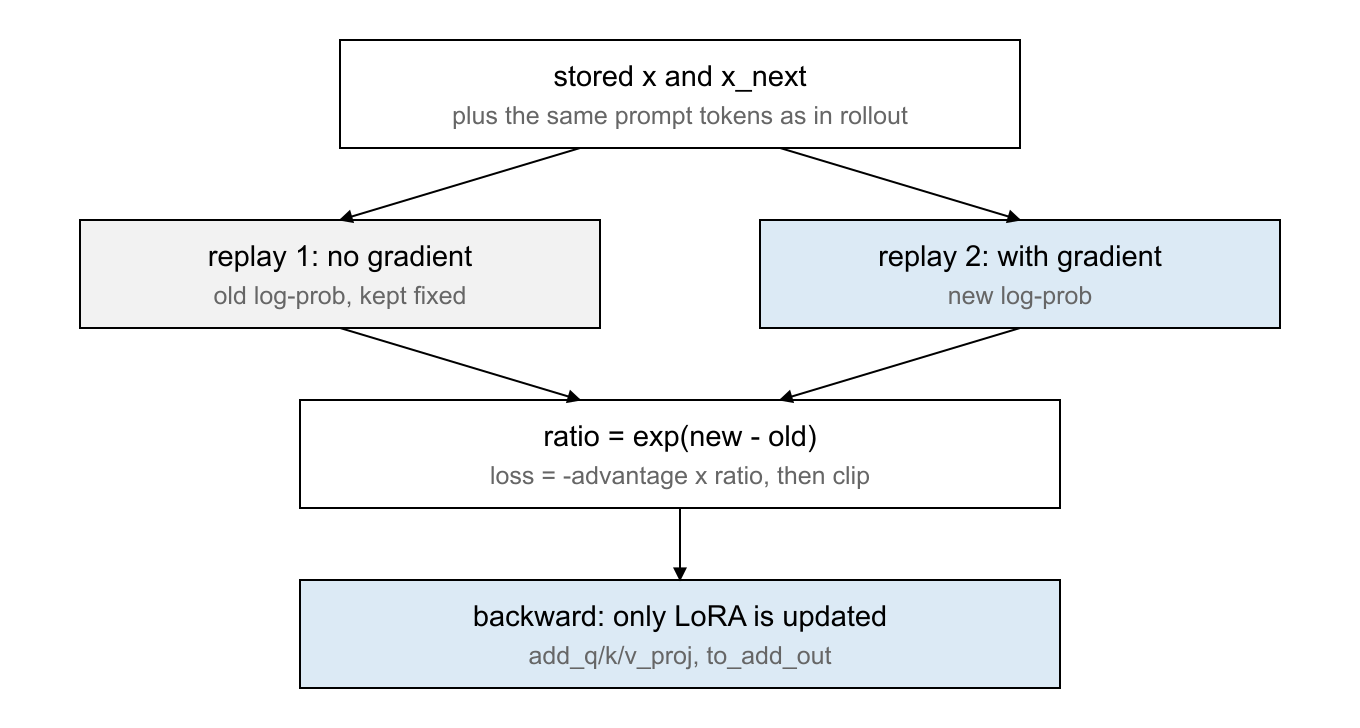 stored x and x_next
plus the same prompt tokens as in rollout
replay 1: no gradient
old log-prob, kept fixed
replay 2: with gradient
new log-prob
ratio = exp(new - old)
loss = -advantage x ratio, then clip
backward: only LoRA is updated
add_q/k/v_proj, to_add_out